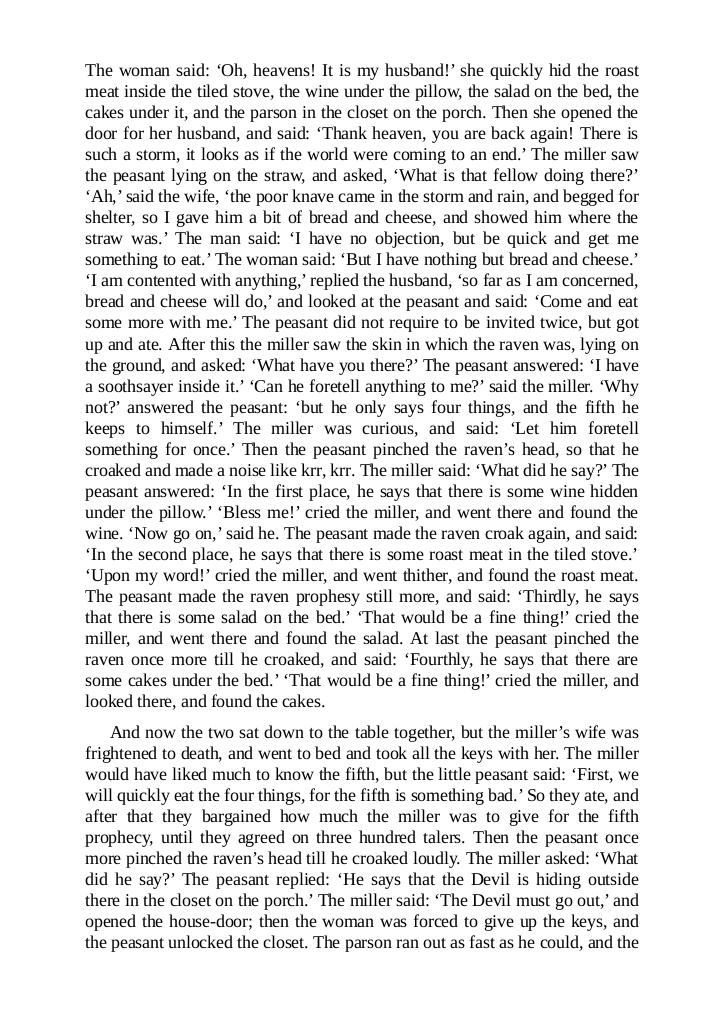 The woman said: ‘Oh, heavens! It is my husband!’ she quickly hid the roast
meat inside the tiled stove, the wine under the pillow, the salad on the bed, the
cakes under it, and the parson in the closet on the porch. Then she opened the
door for her husband, and said: ‘Thank heaven, you are back again! There is
such a storm, it looks as if the world were coming to an end.’ The miller saw
the peasant lying on the straw, and asked, ‘What is that fellow doing there?’
‘Ah,’ said the wife, ‘the poor knave came in the storm and rain, and begged for
shelter, so I gave him a bit of bread and cheese, and showed him where the
straw was.’ The man said: ‘I have no objection, but be quick and get me
something to eat.’ The woman said: ‘But I have nothing but bread and cheese.’
‘I am contented with anything,’ replied the husband, ‘so far as I am concerned,
bread and cheese will do,’ and looked at the peasant and said: ‘Come and eat
some more with me.’ The peasant did not require to be invited twice, but got
up and ate. After this the miller saw the skin in which the raven was, lying on
the ground, and asked: ‘What have you there?’ The peasant answered: ‘I have
a soothsayer inside it.’ ‘Can he foretell anything to me?’ said the miller. ‘Why
not?’ answered the peasant: ‘but he only says four things, and the fifth he
keeps to himself.’ The miller was curious, and said: ‘Let him foretell
something for once.’ Then the peasant pinched the raven’s head, so that he
croaked and made a noise like krr, krr. The miller said: ‘What did he say?’ The
peasant answered: ‘In the first place, he says that there is some wine hidden
under the pillow.’ ‘Bless me!’ cried the miller, and went there and found the
wine. ‘Now go on,’ said he. The peasant made the raven croak again, and said:
‘In the second place, he says that there is some roast meat in the tiled stove.’
‘Upon my word!’ cried the miller, and went thither, and found the roast meat.
The peasant made the raven prophesy still more, and said: ‘Thirdly, he says
that there is some salad on the bed.’ ‘That would be a fine thing!’ cried the
miller, and went there and found the salad. At last the peasant pinched the
raven once more till he croaked, and said: ‘Fourthly, he says that there are
some cakes under the bed.’ ‘That would be a fine thing!’ cried the miller, and
looked there, and found the cakes.
And now the two sat down to the table together, but the miller’s wife was
frightened to death, and went to bed and took all the keys with her. The miller
would have liked much to know the fifth, but the little peasant said: ‘First, we
will quickly eat the four things, for the fifth is something bad.’ So they ate, and
after that they bargained how much the miller was to give for the fifth
prophecy, until they agreed on three hundred talers. Then the peasant once
more pinched the raven’s head till he croaked loudly. The miller asked: ‘What
did he say?’ The peasant replied: ‘He says that the Devil is hiding outside
there in the closet on the porch.’ The miller said: ‘The Devil must go out,’ and
opened the house-door; then the woman was forced to give up the keys, and
the peasant unlocked the closet. The parson ran out as fast as he could, and the